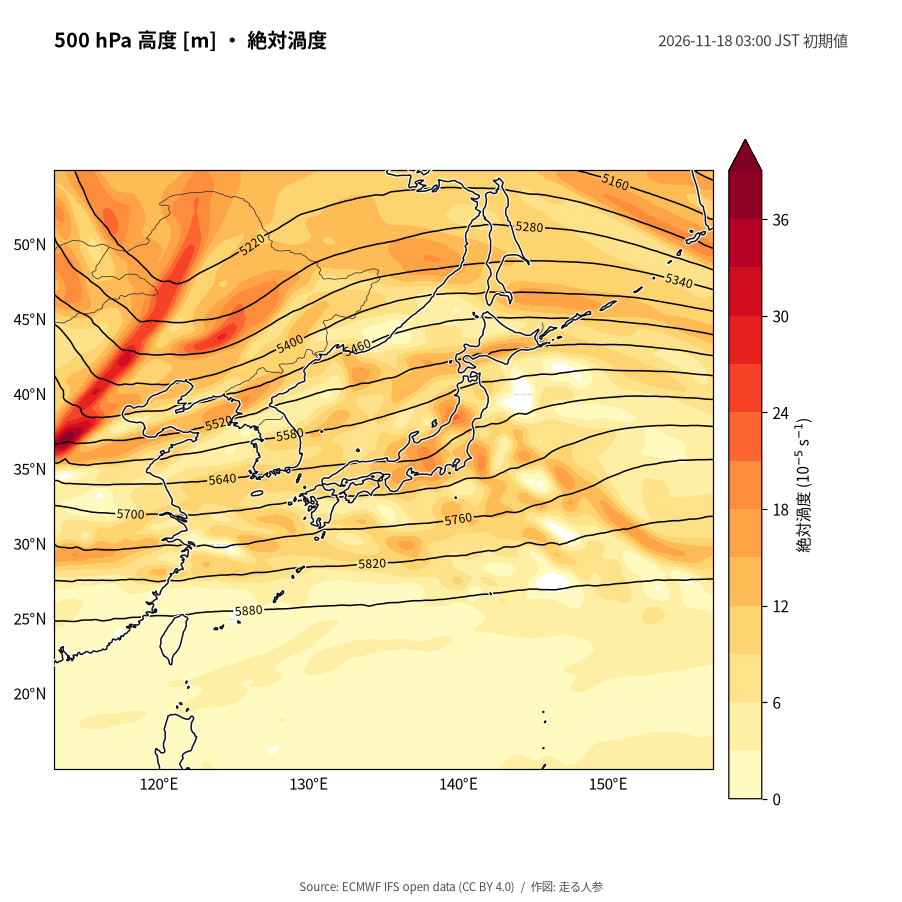 500 hPa 高度 [m] ・ 絶対渦度
2026-11-18 03:00 JST 初期値
5160
5220
5280
5340
5400
5460
5520
5580
5640
5700
5760
5820
5880
50°N
45°N
40°N
35°N
30°N
25°N
20°N
120°E
130°E
140°E
150°E
36
30
24
18
12
6
0
絶対渦度 (10⁻⁵ s⁻¹)
Source: ECMWF IFS open data (CC BY 4.0) / 作図: 走る人参